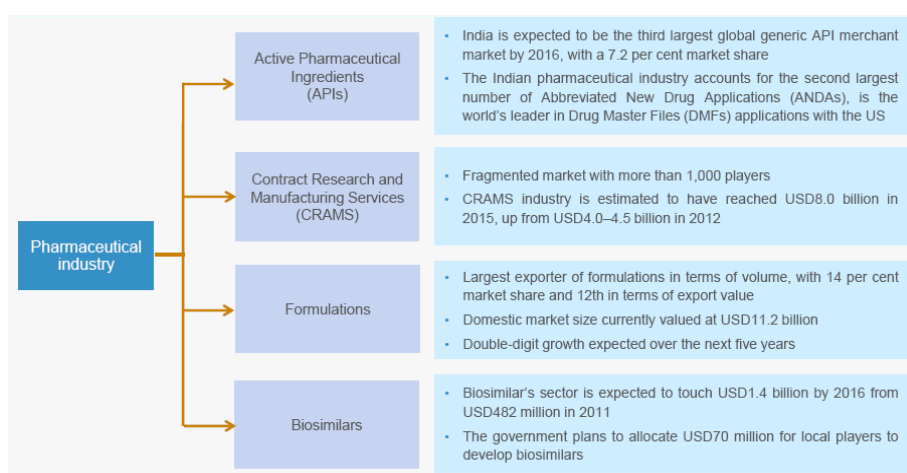 Pharmaceutical
industry
Active Pharmaceutical
Ingredients
(APIs)
• India is expected to be the third largest global generic API merchant
market by 2016, with a 7.2 per cent market share
• The Indian pharmaceutical industry accounts for the second largest
number of Abbreviated New Drug Applications (ANDAs), is the
world's leader in Drug Master Files (DMFs) applications with the US
Contract Research and
Manufacturing Services
(CRAMS)
• Fragmented market with more than 1,000 players
• CRAMS industry is estimated to have reached USD8.0 billion in
2015, up from USD4.0–4.5 billion in 2012
Formulations
• Largest exporter of formulations in terms of volume, with 14 per cent
market share and 12th in terms of export value
• Domestic market size currently valued at USD11.2 billion
• Double-digit growth expected over the next five years
Biosimilars
• Biosimilar's sector is expected to touch USD1.4 billion by 2016 from
USD482 million in 2011
• The government plans to allocate USD70 million for local players to
develop biosimilars